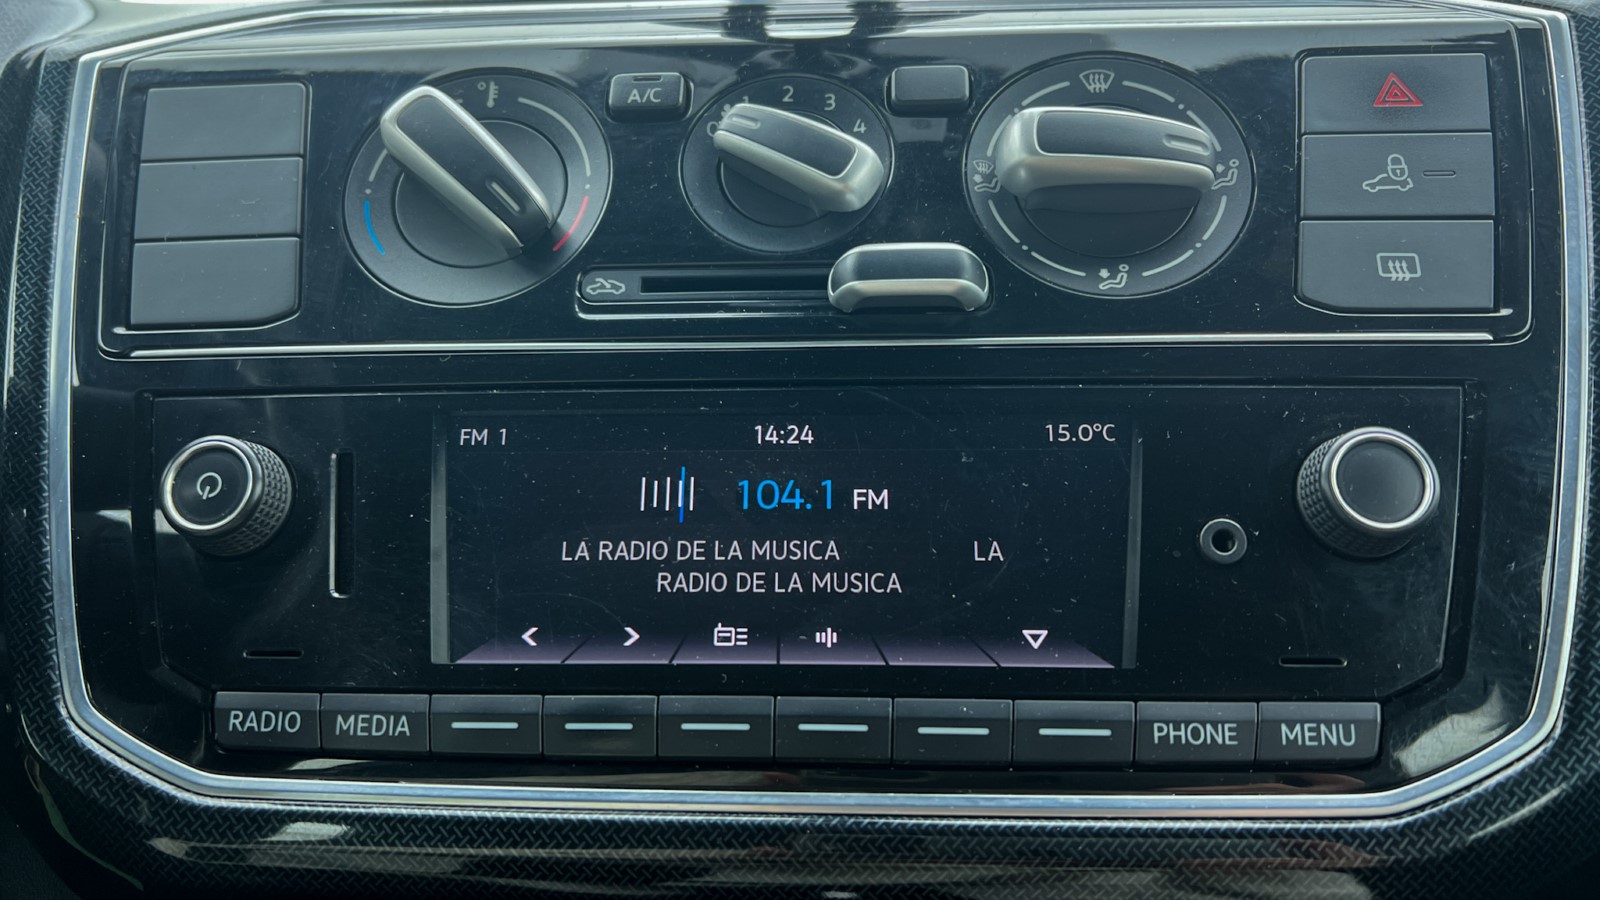 A/C
1 2 3 4
0
FM 1 14:24 15.0°C
104.1 FM
LA RADIO DE LA MUSICA LA
RADIO DE LA MUSICA
RADIO MEDIA PHONE MENU